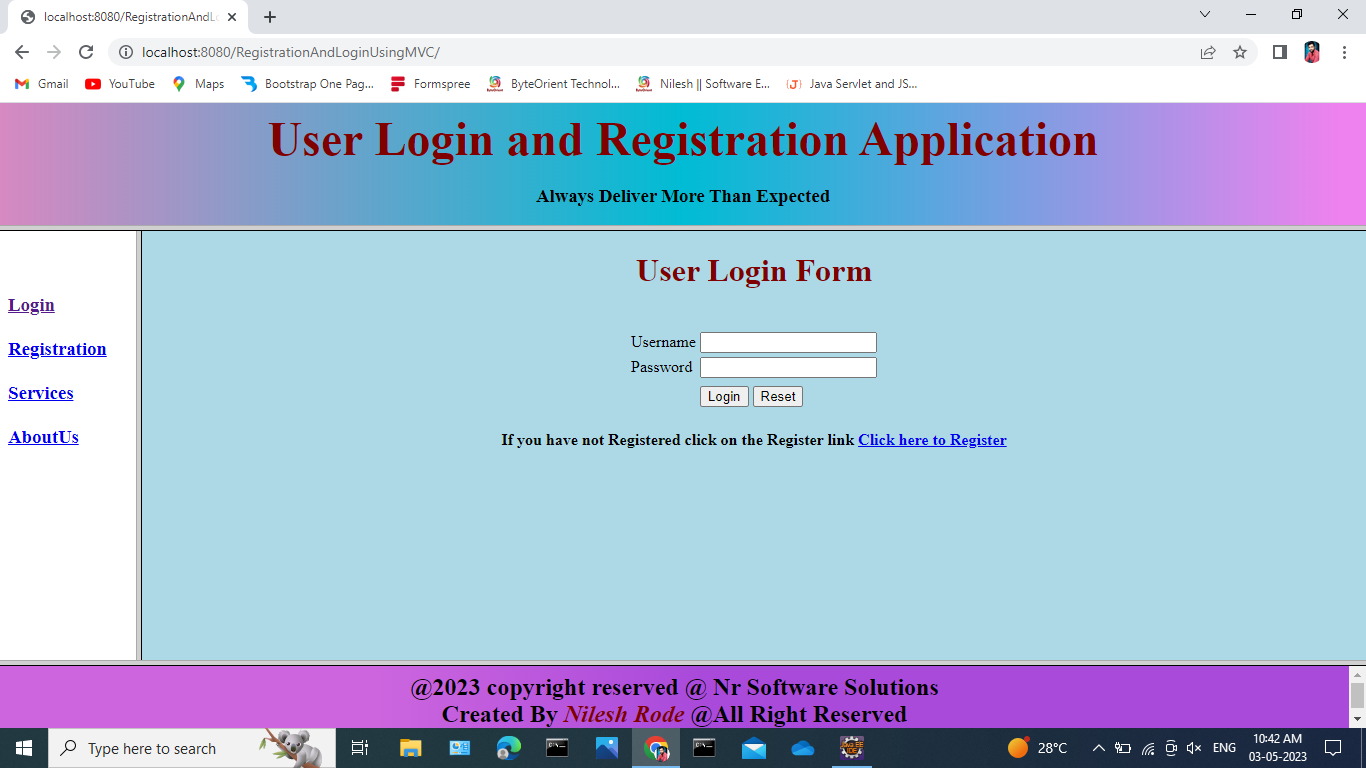 localhost:8080/RegistrationAndLo
localhost:8080/RegistrationAndLoginUsingMVC/
Gmail YouTube Maps Bootstrap One Pag... Formspree ByteOrient Technol... Nilesh || Software E... Java Servlet and JS...
User Login and Registration Application
Always Deliver More Than Expected
Login
Registration
Services
AboutUs
User Login Form
Username
Password
Login Reset
If you have not Registered click on the Register link Click here to Register
@2023 copyright reserved @ Nr Software Solutions
Created By Nilesh Rode @All Right Reserved
Type here to search
28°C
ENG
10:42 AM
03-05-2023